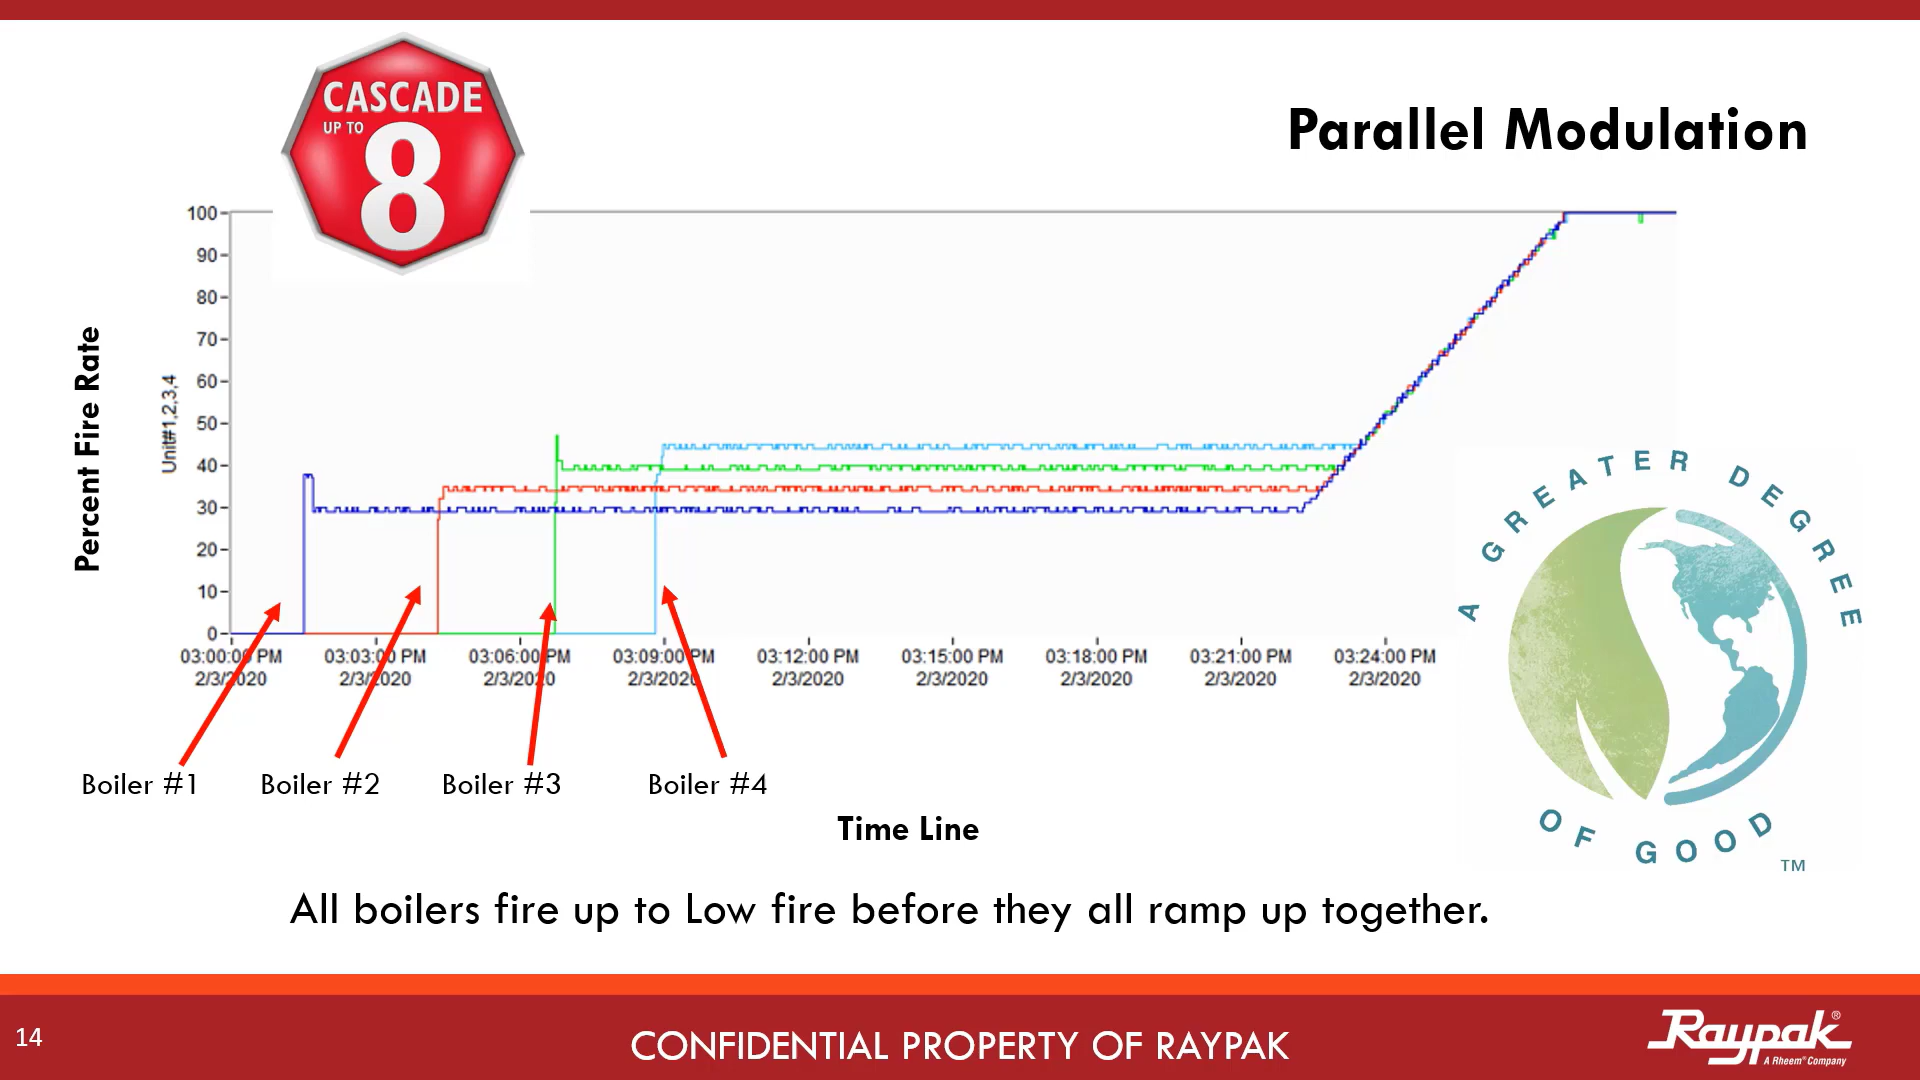 CASCADE
UP TO
8
Parallel Modulation
Percent Fire Rate
Unit#1,2,3,4
100
90
80
70
60
50
40
30
20
10
0
03:00:00 PM 03:03:00 PM 03:06:00 PM 03:09:00 PM 03:12:00 PM 03:15:00 PM 03:18:00 PM 03:21:00 PM 03:24:00 PM
2/3/2020 2/3/2020 2/3/2020 2/3/2020 2/3/2020 2/3/2020 2/3/2020 2/3/2020 2/3/2020
Boiler #1 Boiler #2 Boiler #3 Boiler #4
Time Line
A GREATER DEGREE
OF GOOD
TM
All boilers fire up to Low fire before they all ramp up together.
14
CONFIDENTIAL PROPERTY OF RAYPAK
Raypak®
A Rheem® Company